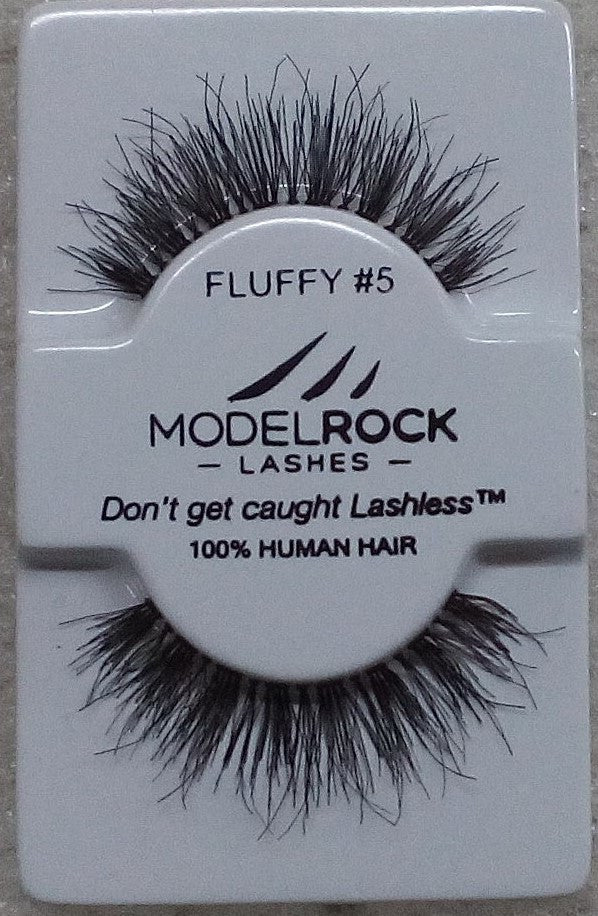 FLUFFY #5
MODELROCK
– LASHES –
Don't get caught Lashless™
100% HUMAN HAIR